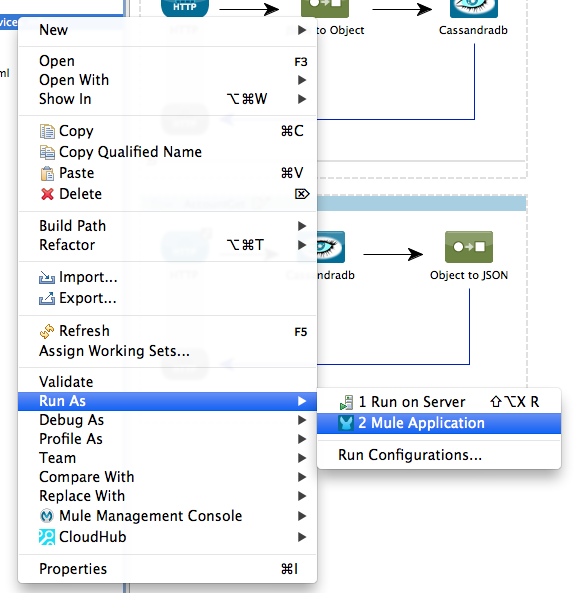 HTTP
to Object
Cassandradb
vice
ml
New
Open F3
Open With
Show In ⌥⌘W
Copy ⌘C
Copy Qualified Name
Paste ⌘V
Delete ⌦
Build Path
Refactor ⌥⌘T
Import...
Export...
Refresh F5
Assign Working Sets...
Validate
Run As
Debug As
Profile As
Team
Compare With
Replace With
Mule Management Console
CloudHub
Properties ⌘I
HTTP
Cassandradb
Object to JSON
1 Run on Server ⇧⌥X R
2 Mule Application
Run Configurations...